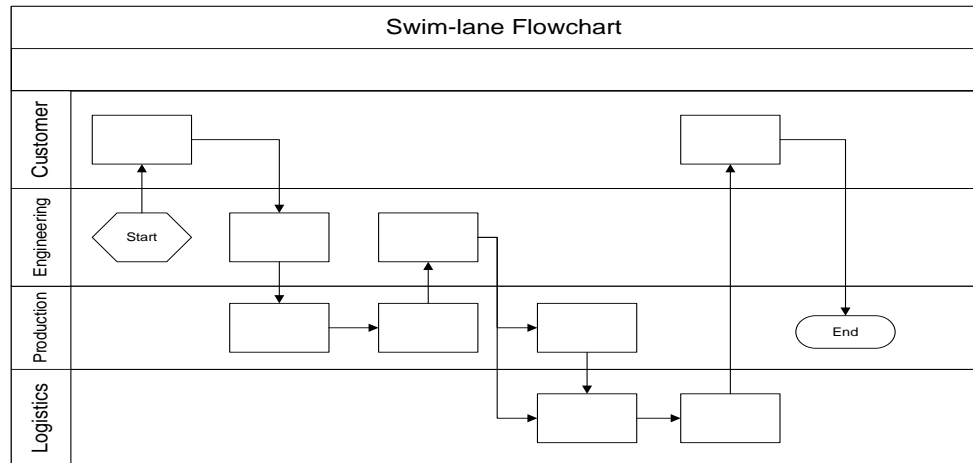 Swim-lane Flowchart
Customer
Engineering
Start
Production
End
Logistics